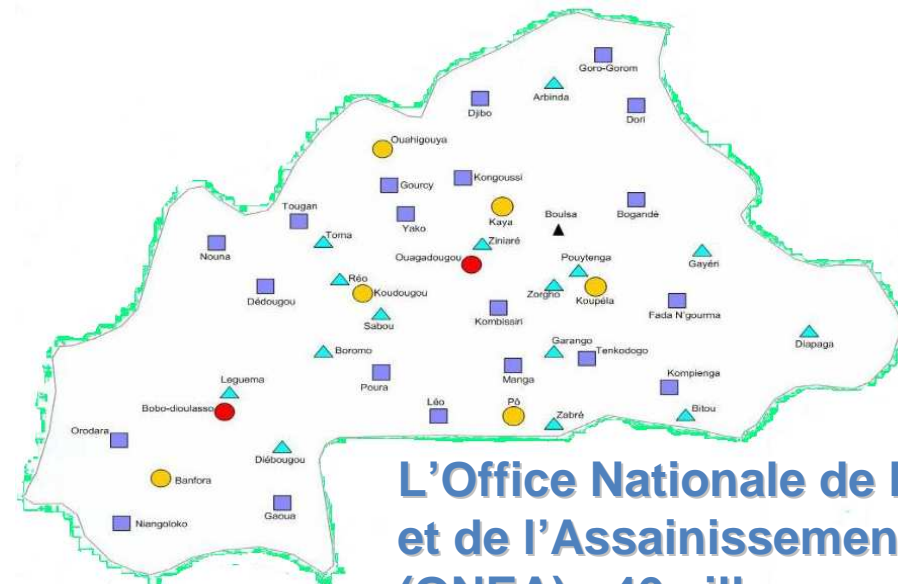 Goro-Gorom
Arbinda
Djibo
Dori
Ouahigouya
Gourcy
Kongoussi
Tougan
Yako
Kaya
Boulsa
Bogandé
Toma
Ziniaré
Nouna
Ouagadougou
Pouytenga
Gayéri
Réo
Dédougou
Koudougou
Zorgho
Koupéla
Sabou
Kombissiri
Fada N'gourma
Diapaga
Boromo
Garango
Tenkodogo
Poura
Manga
Kompienga
Leguema
Bobo-dioulasso
Léo
Pô
Zabré
Bitou
Orodara
Diébougou
Banfora
Gaoua
Niangoloko
L'Office Nationale de
et de l'Assainissemen